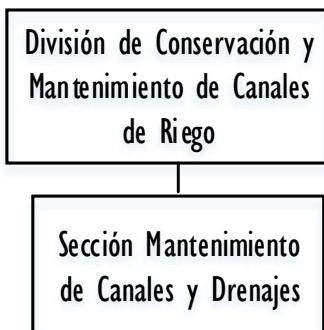 División de Conservación y
Mantenimiento de Canales
de Riego
Sección Mantenimiento
de Canales y Drenajes